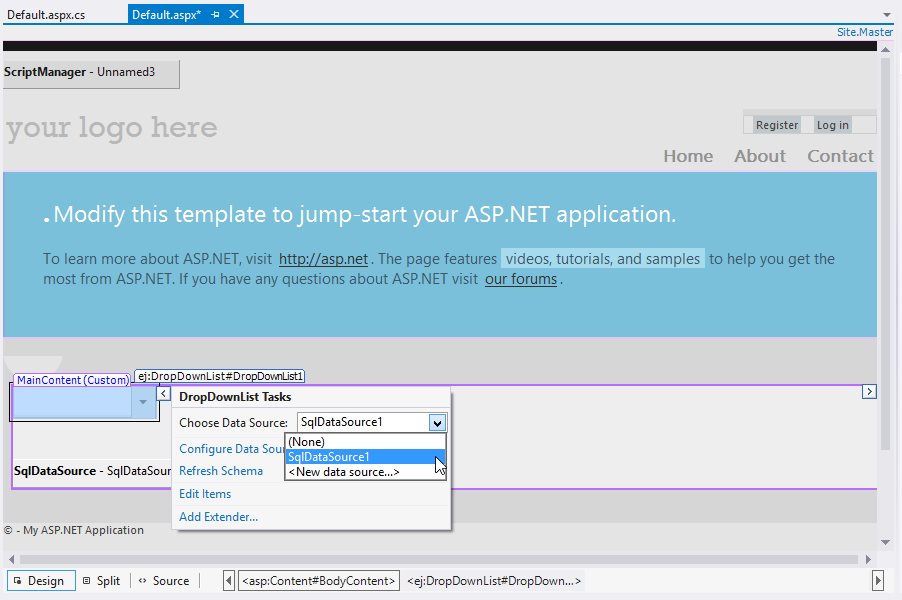 Default.aspx.cs
Default.aspx*
Site.Master
ScriptManager - Unnamed3
your logo here
Register
Log in
Home About Contact
.Modify this template to jump-start your ASP.NET application.
To learn more about ASP.NET, visit http://asp.net. The page features videos, tutorials, and samples to help you get the
most from ASP.NET. If you have any questions about ASP.NET visit our forums.
ej:DropDownList#DropDownList1
MainContent (Custom)
DropDownList Tasks
Choose Data Source: SqlDataSource1
(None)
Configure Data Sou
SqlDataSource1
SqlDataSource - SqlDataSour
Refresh Schema
<New data source...>
Edit Items
Add Extender...
© - My ASP.NET Application
Design Split Source <asp:Content#BodyContent> <ej:DropDownList#DropDown...>